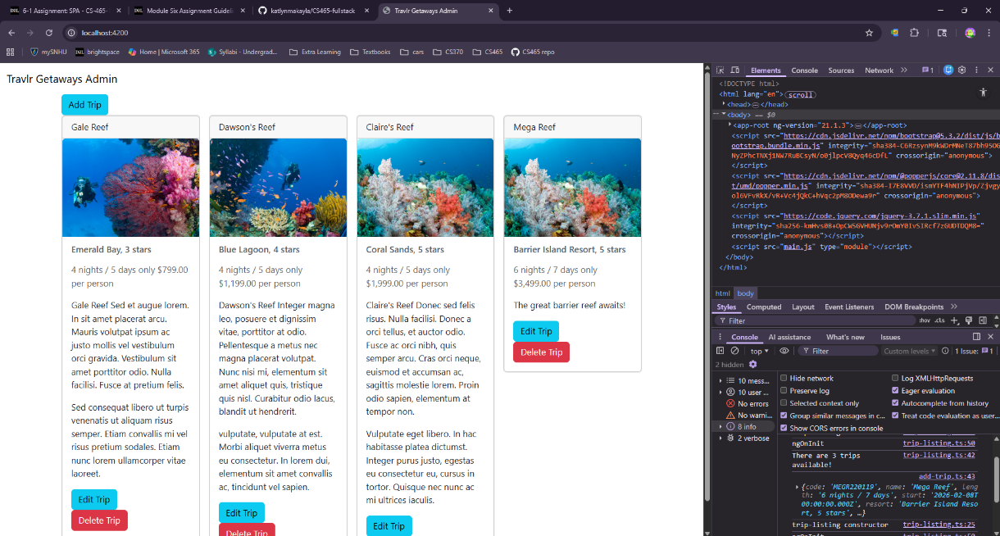 6-1 Assignment: SPA - CS-465-
Module Six Assignment Guideli
katlynmakayla/CS465-fullstack
Travlr Getaways Admin
localhost:4200
mySNHU
brightspace
Home | Microsoft 365
Syllabi - Undergrad...
Extra Learning
Textbooks
cars
CS370
CS465
CS465 repo
Travlr Getaways Admin
Add Trip
Gale Reef
Emerald Bay, 3 stars
4 nights / 5 days only $799.00
per person
Gale Reef Sed et augue lorem.
In sit amet placerat arcu.
Mauris volutpat ipsum ac
justo mollis vel vestibulum
orci gravida. Vestibulum sit
amet porttitor odio. Nulla
facilisi. Fusce at pretium felis.
Sed consequat libero ut turpis
venenatis ut aliquam risus
semper. Etiam convallis mi vel
risus pretium sodales. Etiam
nunc lorem ullamcorper vitae
laoreet.
Edit Trip
Delete Trip
Dawson's Reef
Blue Lagoon, 4 stars
4 nights / 5 days only
$1,199.00 per person
Dawson's Reef Integer magna
leo, posuere et dignissim
vitae, porttitor at odio.
Pellentesque a metus nec
magna placerat volutpat.
Nunc nisi mi, elementum sit
amet aliquet quis, tristique
quis nisl. Curabitur odio lacus,
blandit ut hendrerit.
vulputate, vulputate at est.
Morbi aliquet viverra metus
eu consectetur. In lorem dui,
elementum sit amet convallis
ac, tincidunt vel sapien.
Edit Trip
Delete Trip
Claire's Reef
Coral Sands, 5 stars
4 nights / 5 days only
$1,999.00 per person
Claire's Reef Donec sed felis
risus. Nulla facilisi. Donec a
orci tellus, et auctor odio.
Fusce ac orci nibh, quis
semper arcu. Cras orci neque,
euismod et accumsan ac,
sagittis molestie lorem. Proin
odio sapien, elementum at
tempor non.
Vulputate eget libero. In hac
habitasse platea dictumst.
Integer purus justo, egestas
eu consectetur eu, cursus in
tortor. Quisque nec nunc ac
mi ultrices iaculis.
Edit Trip
Mega Reef
Barrier Island Resort, 5 stars
6 nights / 7 days only
$3,499.00 per person
The great barrier reef awaits!
Edit Trip
Delete Trip
Elements Console Sources Network 1
<!DOCTYPE html>
<html lang="en"> scroll
<head> </head>
<body> == $0
<app-root ng-version="21.1.3"> </app-root>
<script src="https://cdn.jsdelivr.net/npm/bootstrap@5.3.2/dist/js/b
ootstrap.bundle.min.js" integrity=
crossorigin="anonymous">
</script>
<script src="https://cdn.jsdelivr.net/npm/@popperjs/core@2.11.8/dist/umd/popper.min.js" integrity=
crossorigin="anonymous">
</script>
<script src="https://code.jquery.com/jquery-3.7.1.slim.min.js"
integrity=
crossorigin="anonymous"></script>
<script src="main.js" type="module"></script>
</body>
</html>
html body
Styles Computed Layout Event Listeners DOM Breakpoints
Filter :hov .cls
Console AI assistance What's new Issues
top Filter Custom levels 1 Issue: 1
2 hidden
10 mess...
10 user ...
No errors
No warni...
8 info
2 verbose
Hide network
Log XMLHttpRequests
Preserve log
Eager evaluation
Selected context only
Autocomplete from history
Group similar messages in c...
Treat code evaluation as user...
Show CORS errors in console
ngOnInit trip-listing.ts:50
There are 3 trips trip-listing.ts:42
available!
add-trip.ts:43
{code: 'MEGR220119', name: 'Mega Reef', leng
th: '6 nights / 7 days', start: '2026-02-08T
00:00:00.000Z', resort: 'Barrier Island Reso
rt, 5 stars', …}
trip-listing constructor trip-listing.ts:25